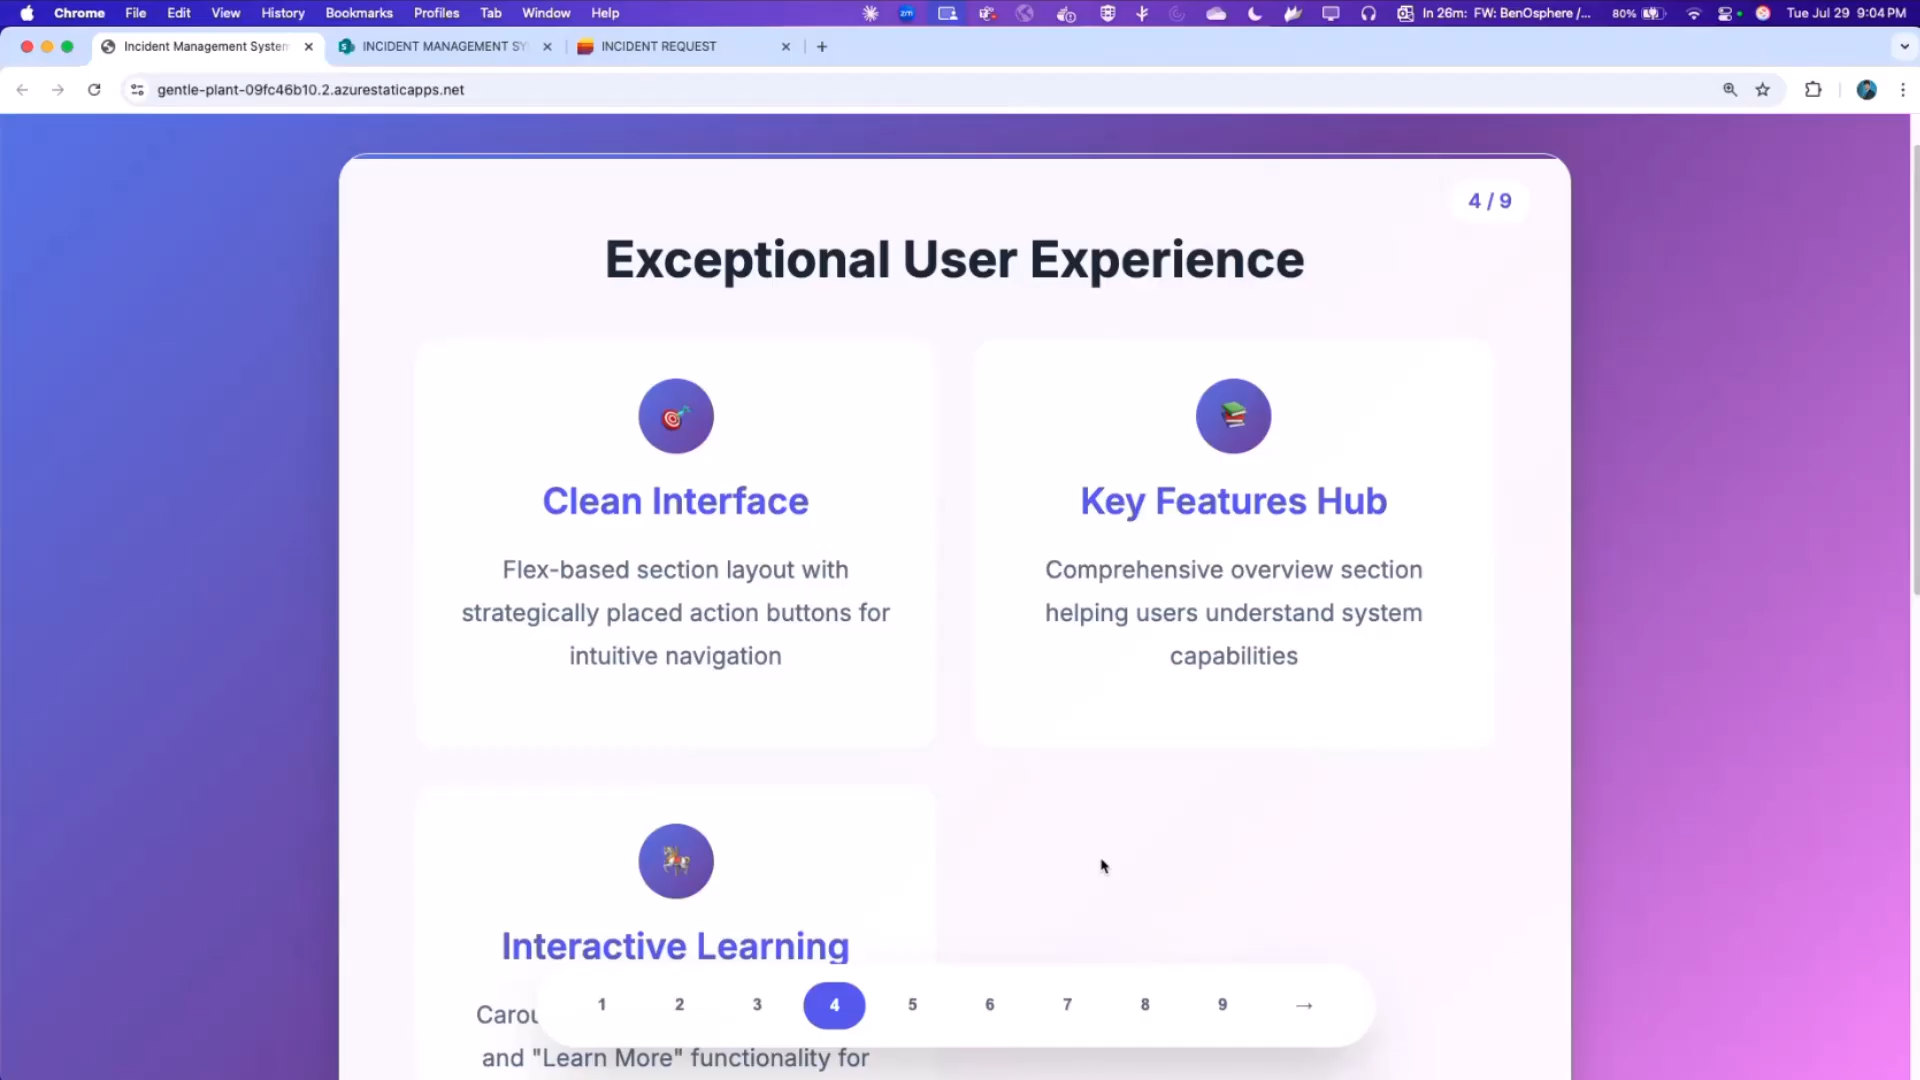 Chrome File Edit View History Bookmarks Profiles Tab Window Help zm In 26m: FW: BenOsphere /... 80% Tue Jul 29 9:04 PM
Incident Management System INCIDENT MANAGEMENT SY INCIDENT REQUEST
gentle-plant-09fc46b10.2.azurestaticapps.net
4 / 9
Exceptional User Experience
Clean Interface
Flex-based section layout with
strategically placed action buttons for
intuitive navigation
Key Features Hub
Comprehensive overview section
helping users understand system
capabilities
Interactive Learning
and "Learn More" functionality for
1 2 3 4 5 6 7 8 9 →